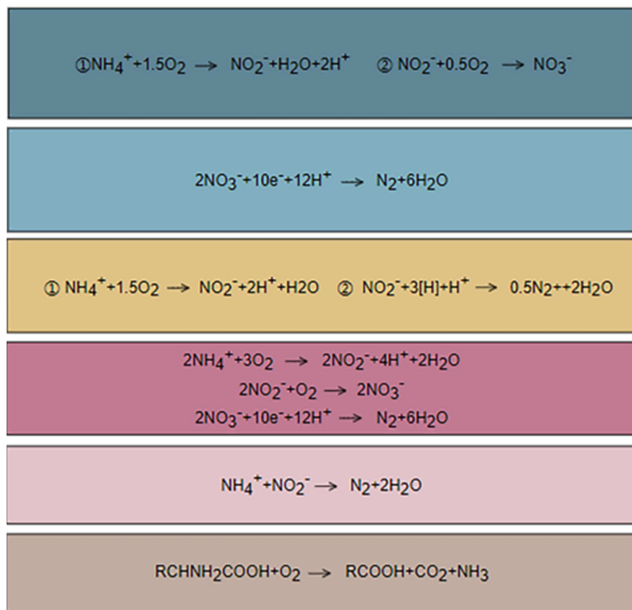 ①NH₄⁺+1.5O₂ → NO₂⁻+H₂O+2H⁺ ② NO₂⁻+0.5O₂ → NO₃⁻
2NO₃⁻+10e⁻+12H⁺ → N₂+6H₂O
① NH₄⁺+1.5O₂ → NO₂⁻+2H⁺+H2O ② NO₂⁻+3[H]+H⁺ → 0.5N₂++2H₂O
2NH₄⁺+3O₂ → 2NO₂⁻+4H⁺+2H₂O
2NO₂⁻+O₂ → 2NO₃⁻
2NO₃⁻+10e⁻+12H⁺ → N₂+6H₂O
NH₄⁺+NO₂⁻ → N₂+2H₂O
RCHNH₂COOH+O₂ → RCOOH+CO₂+NH₃